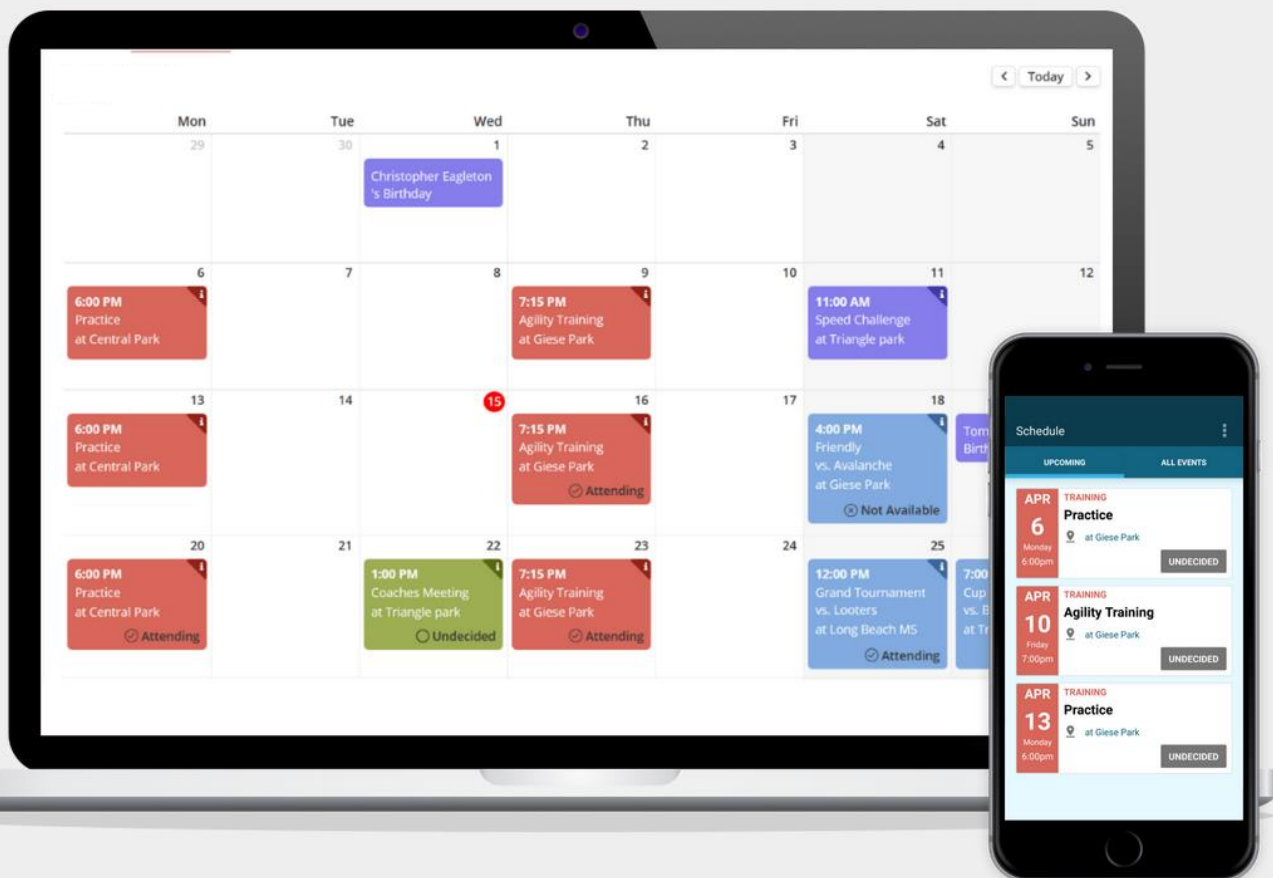 Today
Mon Tue Wed Thu Fri Sat Sun
29 30 1 2 3 4 5
Christopher Eagleton
's Birthday
6 7 8 9 10 11 12
6:00 PM
Practice
at Central Park
7:15 PM
Agility Training
at Giese Park
11:00 AM
Speed Challenge
at Triangle park
13 14 15 16 17 18
6:00 PM
Practice
at Central Park
7:15 PM
Agility Training
at Giese Park
Attending
4:00 PM
Friendly
vs. Avalanche
at Giese Park
Not Available
Tom
Birth
20 21 22 23 24 25
6:00 PM
Practice
at Central Park
Attending
1:00 PM
Coaches Meeting
at Triangle park
Undecided
7:15 PM
Agility Training
at Giese Park
Attending
12:00 PM
Grand Tournament
vs. Looters
at Long Beach MS
Attending
7:00
Cup
vs. B
at Tr
Schedule
UPCOMING ALL EVENTS
APR
6
Monday
6:00pm
TRAINING
Practice
at Giese Park
UNDECIDED
APR
10
Friday
7:00pm
TRAINING
Agility Training
at Giese Park
UNDECIDED
APR
13
Monday
6:00pm
TRAINING
Practice
at Giese Park
UNDECIDED